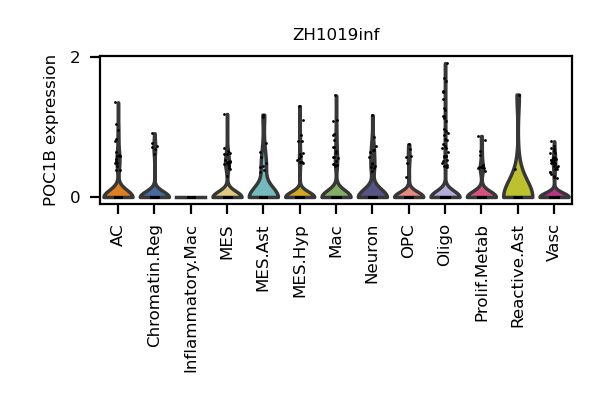 ZH1019inf
POC1B expression
2
0
AC
Chromatin.Reg
Inflammatory.Mac
MES
MES.Ast
MES.Hyp
Mac
Neuron
OPC
Oligo
Prolif.Metab
Reactive.Ast
Vasc